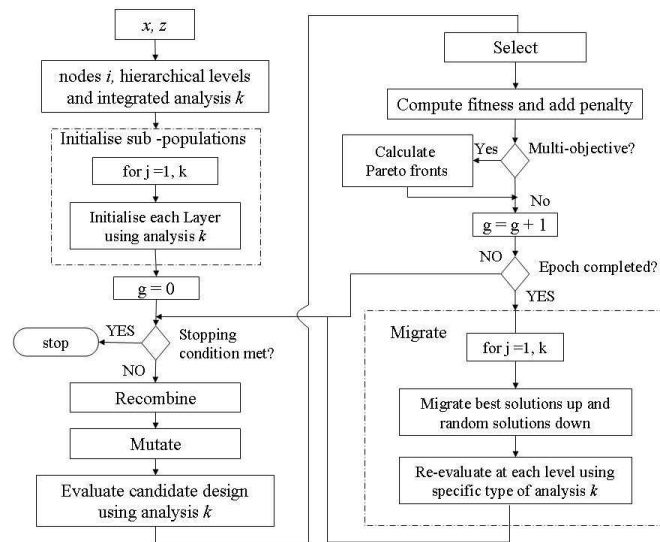 x, z
nodes i, hierarchical levels
and integrated analysis k
Initialise sub -populations
for j=1, k
Initialise each Layer
using analysis k
g = 0
YES
Stopping
condition met?
stop
NO
Recombine
Mutate
Evaluate candidate design
using analysis k
Select
Compute fitness and add penalty
Multi-objective?
Yes
Calculate
Pareto fronts
No
g = g + 1
NO
Epoch completed?
YES
Migrate
for j =1, k
Migrate best solutions up and
random solutions down
Re-evaluate at each level using
specific type of analysis k